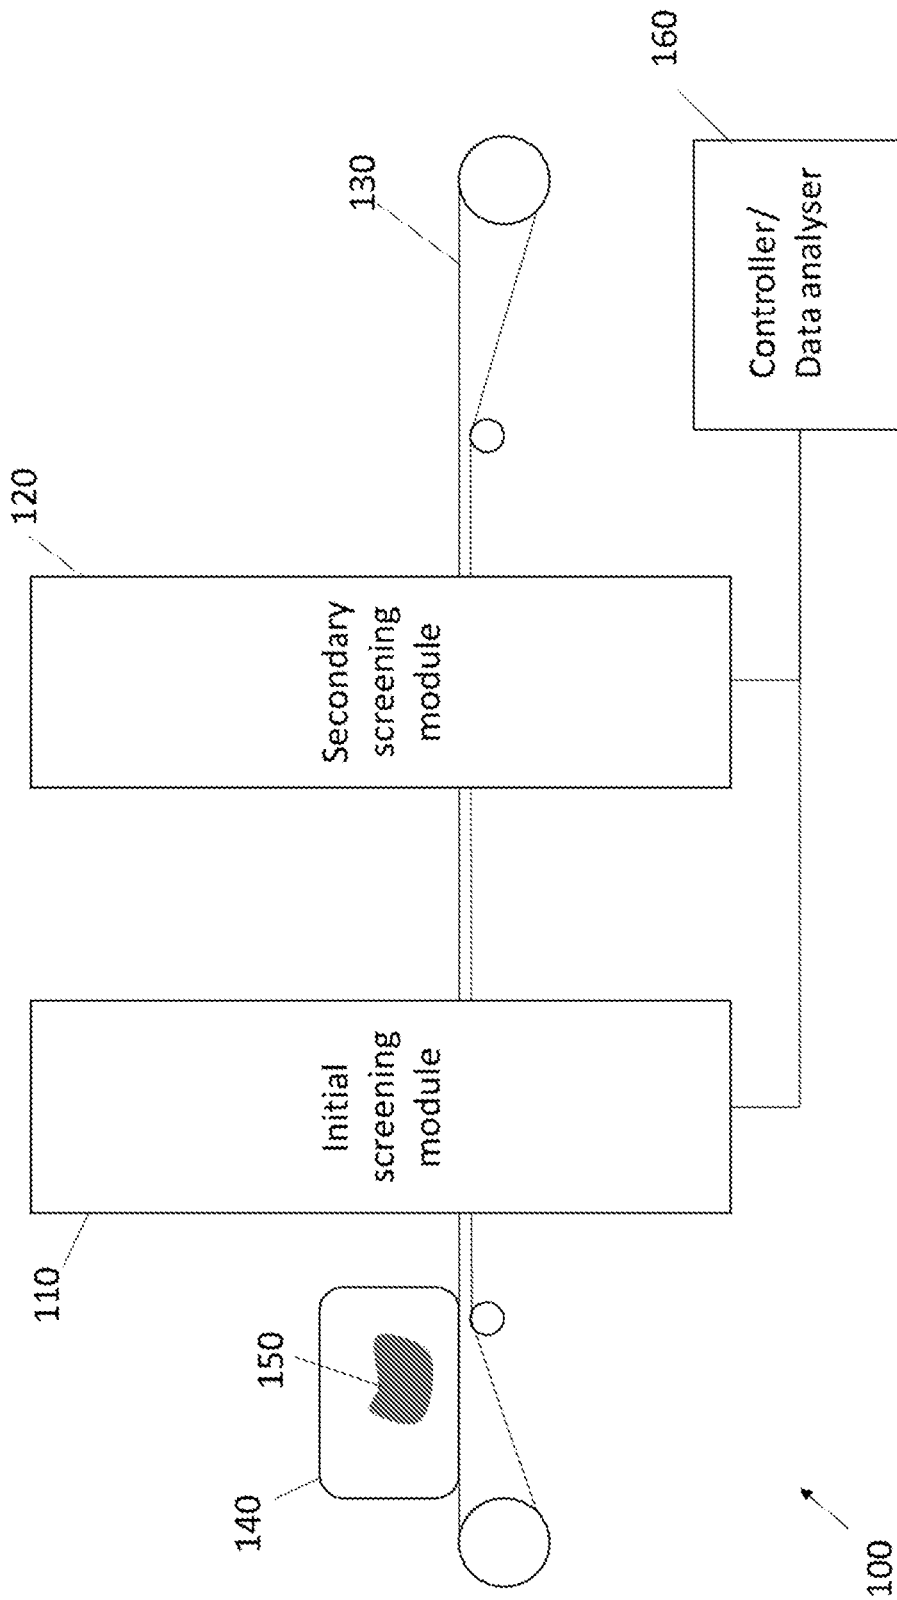 100
140
150
110
Initial
screening
module
120
Secondary
screening
module
130
160
Controller/
Data analyser